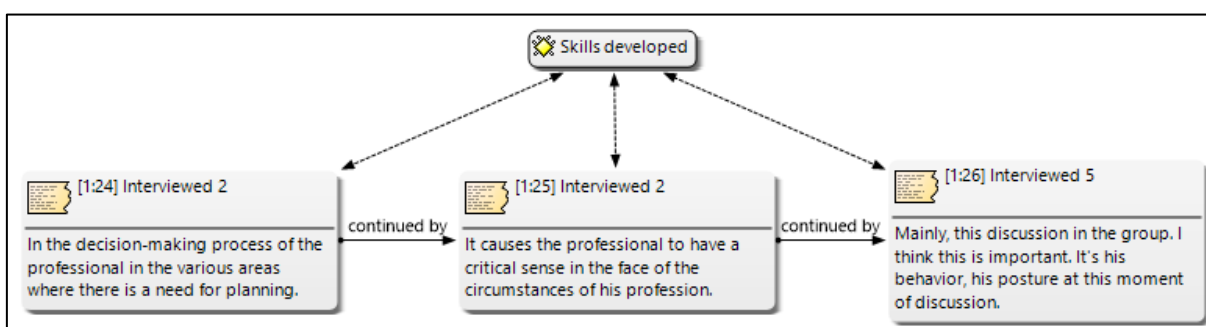 Skills developed
[1:24] Interviewed 2
In the decision-making process of the
professional in the various areas
where there is a need for planning.
continued by
[1:25] Interviewed 2
It causes the professional to have a
critical sense in the face of the
circumstances of his profession.
continued by
[1:26] Interviewed 5
Mainly, this discussion in the group. I
think this is important. It's his
behavior, his posture at this moment
of discussion.